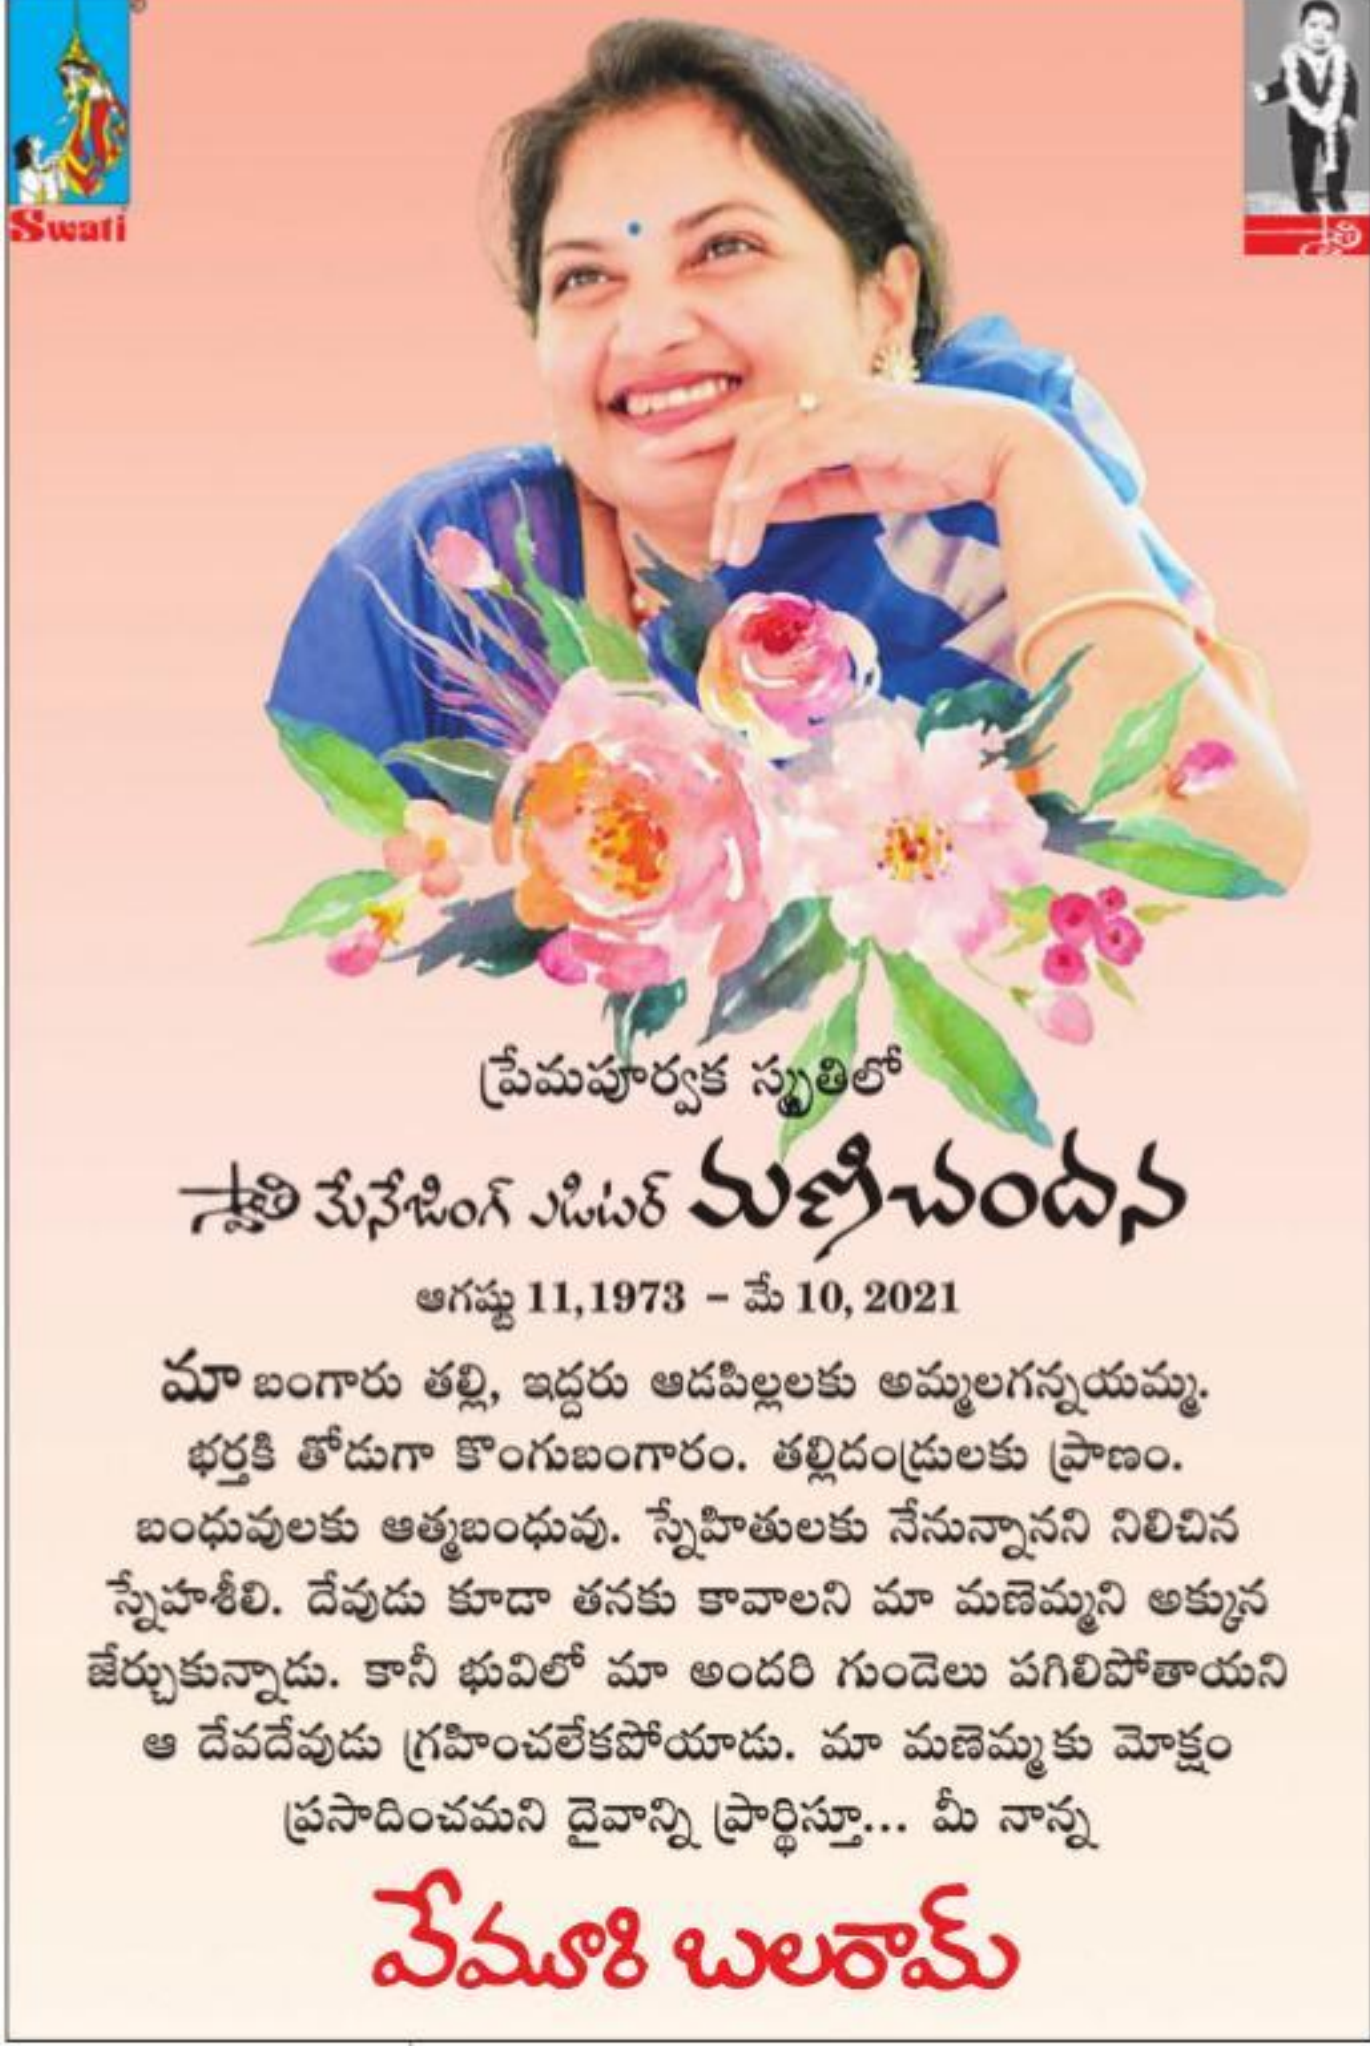 Swati
ప్రేమపూర్వక స్మృతిలో
స్వాతి మేనేజింగ్ ఎడిటర్ మణిచందన
ఆగష్టు 11,1973 - మే 10, 2021
మా బంగారు తల్లి, ఇద్దరు ఆడపిల్లలకు అమ్మలగన్నయమ్మ.
భర్తకి తోడుగా కొంగుబంగారం. తల్లిదండ్రులకు ప్రాణం.
బంధువులకు ఆత్మబంధువు. స్నేహితులకు నేనున్నానని నిలిచిన
స్నేహశీలి. దేవుడు కూడా తనకు కావాలని మా మణెమ్మని అక్కున
జేర్చుకున్నాడు. కానీ భువిలో మా అందరి గుండెలు పగిలిపోతాయని
ఆ దేవదేవుడు గ్రహించలేకపోయాడు. మా మణెమ్మకు మోక్షం
ప్రసాదించమని దైవాన్ని ప్రార్థిస్తూ... మీ నాన్న
వేమూరి బలరామ్